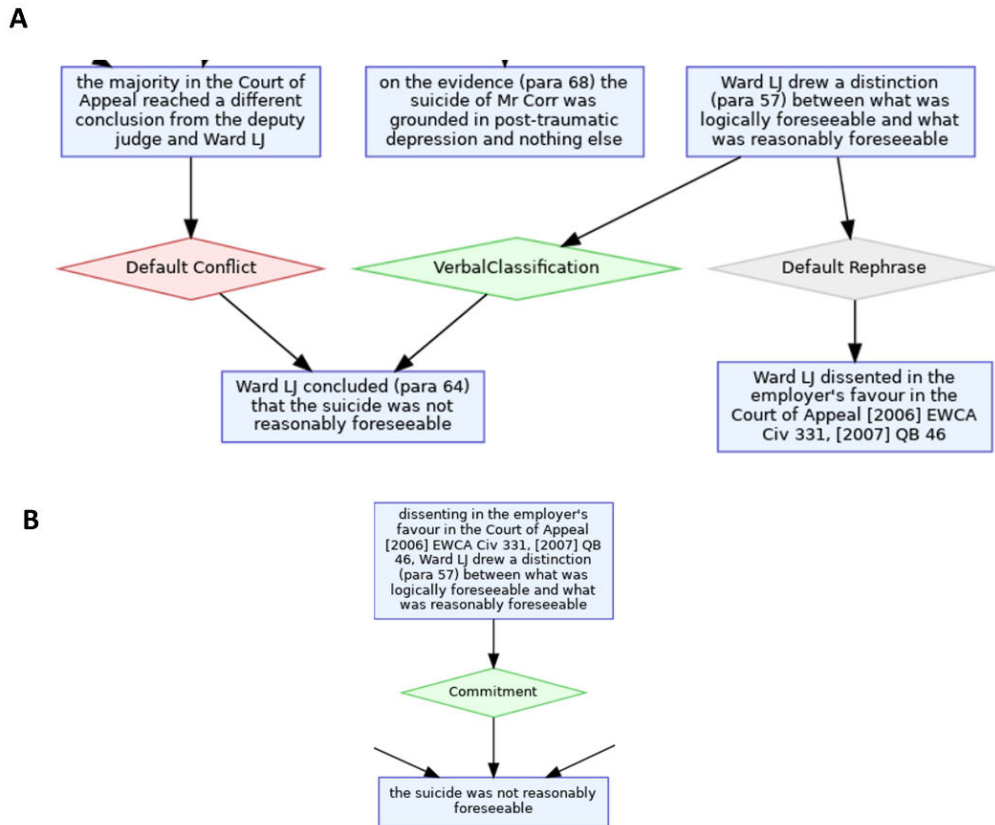 A
the majority in the Court of
Appeal reached a different
conclusion from the deputy
judge and Ward LJ
on the evidence (para 68) the
suicide of Mr Corr was
grounded in post-traumatic
depression and nothing else
Ward LJ drew a distinction
(para 57) between what was
logically foreseeable and what
was reasonably foreseeable
Default Conflict
VerbalClassification
Default Rephrase
Ward LJ concluded (para 64)
that the suicide was not
reasonably foreseeable
Ward LJ dissented in the
employer's favour in the
Court of Appeal [2006] EWCA
Civ 331, [2007] QB 46
B
dissenting in the employer's
favour in the Court of Appeal
[2006] EWCA Civ 331, [2007] QB
46, Ward LJ drew a distinction
(para 57) between what was
logically foreseeable and what
was reasonably foreseeable
Commitment
the suicide was not reasonably
foreseeable